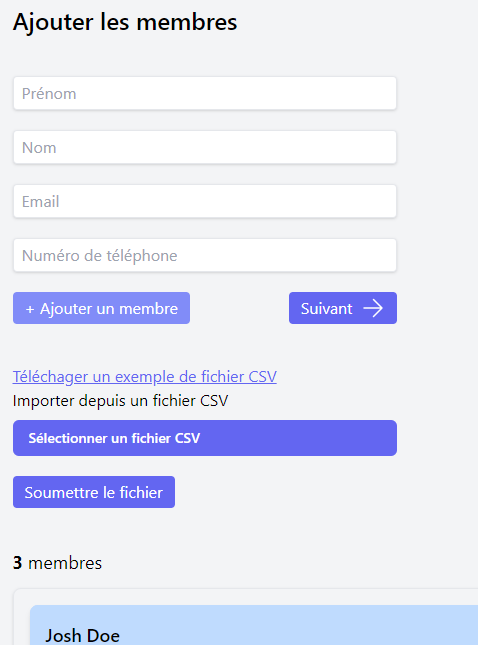 Ajouter les membres
Prénom
Nom
Email
Numéro de téléphone
+ Ajouter un membre
Suivant
Téléchager un exemple de fichier CSV
Importer depuis un fichier CSV
Sélectionner un fichier CSV
Soumettre le fichier
3 membres
Josh Doe